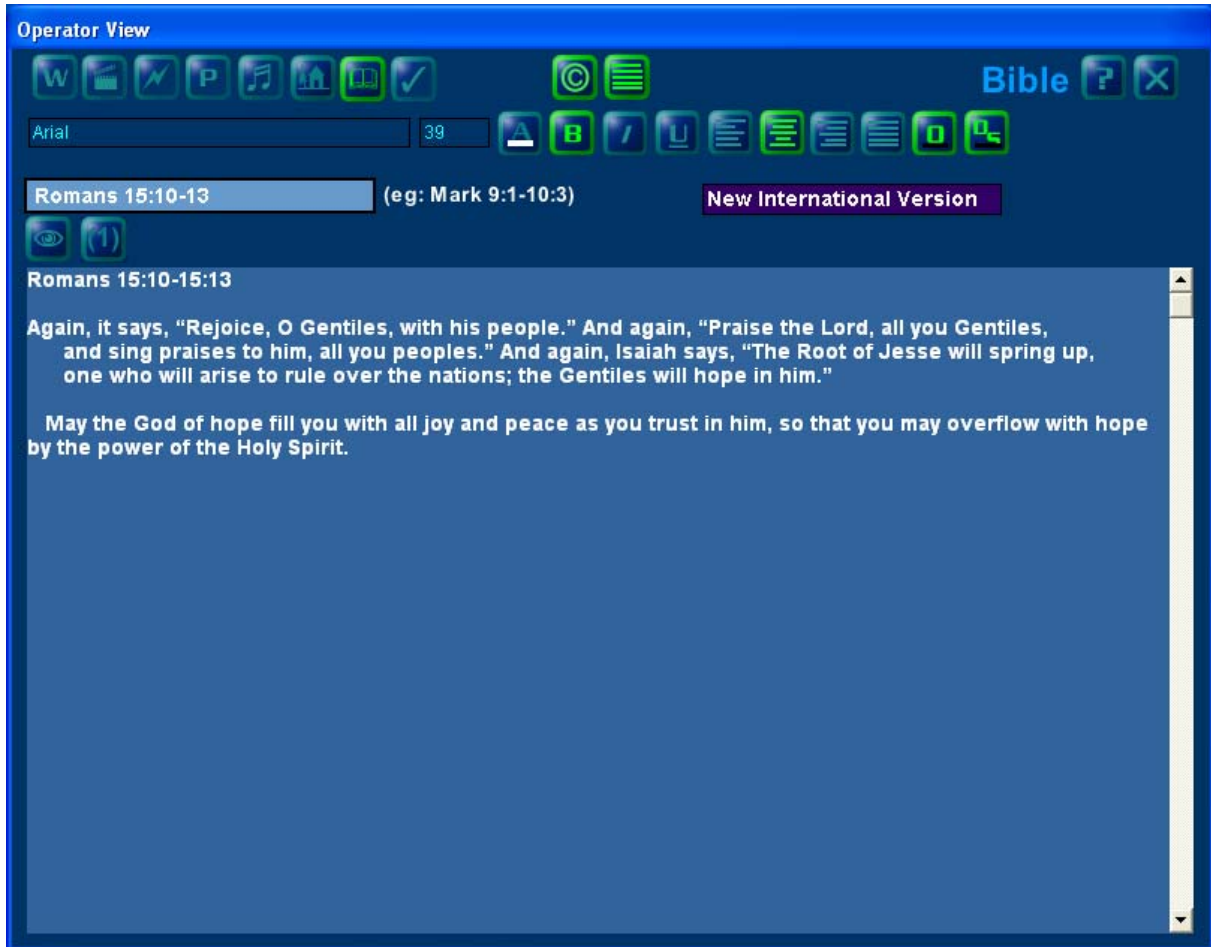 Operator View
W P © Bible ? X
Arial 39 A B I U O O
Romans 15:10-13 (eg: Mark 9:1-10:3) New International Version
(1)
Romans 15:10-15:13
Again, it says, “Rejoice, O Gentiles, with his people.” And again, “Praise the Lord, all you Gentiles,
and sing praises to him, all you peoples.” And again, Isaiah says, “The Root of Jesse will spring up,
one who will arise to rule over the nations; the Gentiles will hope in him.”
May the God of hope fill you with all joy and peace as you trust in him, so that you may overflow with hope
by the power of the Holy Spirit.